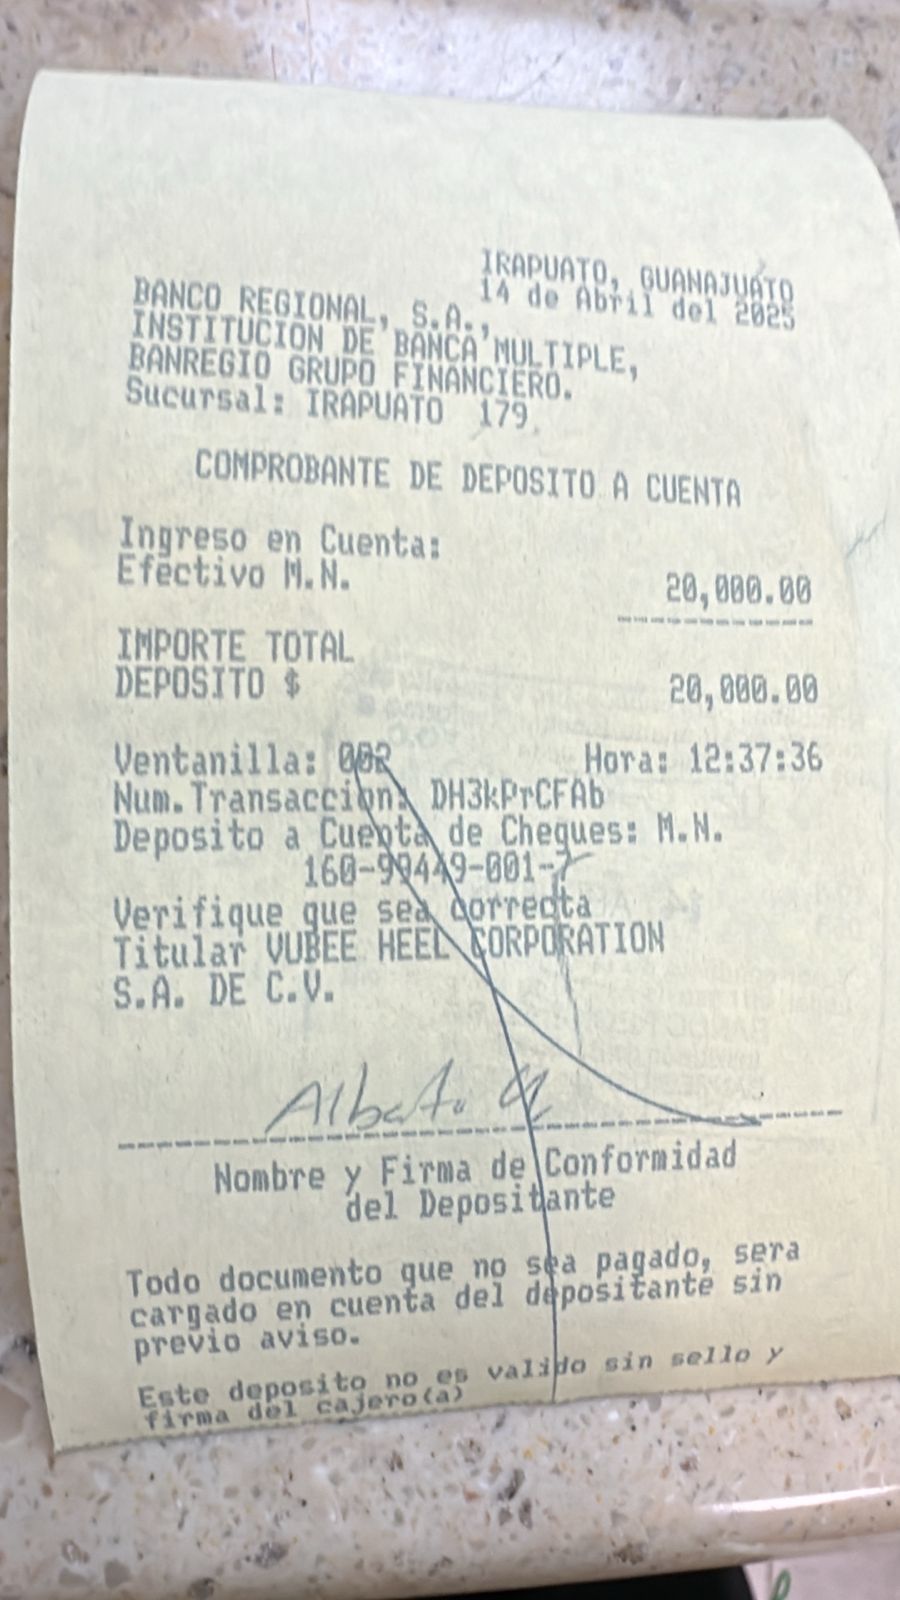 IRAPUATO, GUANAJUATO
14 de Abril del 2025
BANCO REGIONAL, S.A.,
INSTITUCION DE BANCA MULTIPLE,
BANREGIO GRUPO FINANCIERO.
Sucursal: IRAPUATO 179
COMPROBANTE DE DEPOSITO A CUENTA
Ingreso en Cuenta:
Efectivo M.N. 20,000.00
IMPORTE TOTAL
DEPOSITO $ 20,000.00
Ventanilla: 002 Hora: 12:37:36
Num.Transaccion: DH3kPrCFAb
Deposito a Cuenta de Cheques: M.N.
160-99449-001-7
Verifique que sea correcta
Titular VUBEE HEEL CORPORATION
S.A. DE C.V.
Alberto
Nombre y Firma de Conformidad
del Depositante
Todo documento que no sea pagado, sera
cargado en cuenta del depositante sin
previo aviso.
Este deposito no es valido sin sello y
firma del cajero(a)